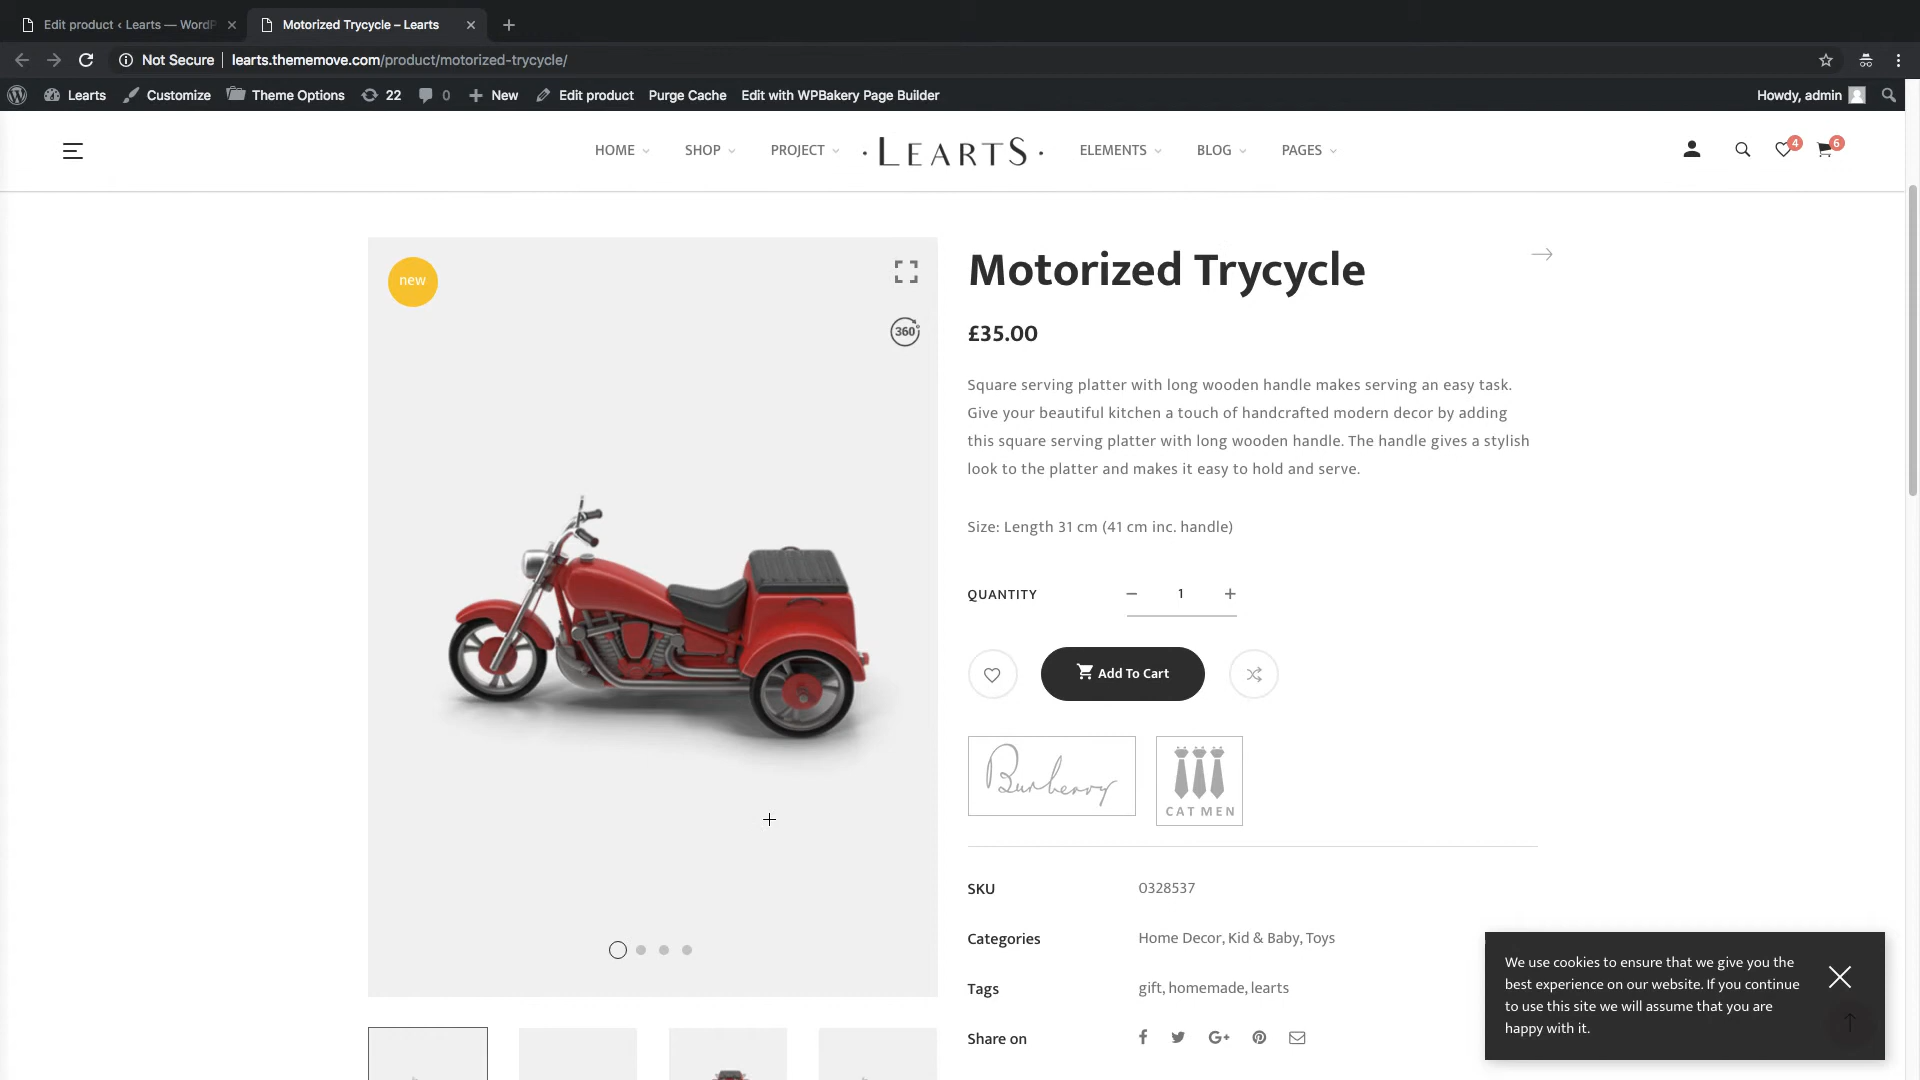 Edit product ‹ Learts — WordP
Motorized Trycycle – Learts
Not Secure
learts.thememove.com/product/motorized-trycycle/
Learts
Customize
Theme Options
22
0
New
Edit product
Purge Cache
Edit with WPBakery Page Builder
Howdy, admin
HOME
SHOP
PROJECT
· LEARTS ·
ELEMENTS
BLOG
PAGES
4
6
new
360°
Motorized Trycycle
£35.00
Square serving platter with long wooden handle makes serving an easy task.
Give your beautiful kitchen a touch of handcrafted modern decor by adding
this square serving platter with long wooden handle. The handle gives a stylish
look to the platter and makes it easy to hold and serve.
Size: Length 31 cm (41 cm inc. handle)
QUANTITY
1
Add To Cart
Burberry
CAT MEN
SKU
0328537
Categories
Home Decor, Kid & Baby, Toys
Tags
gift, homemade, learts
Share on
We use cookies to ensure that we give you the
best experience on our website. If you continue
to use this site we will assume that you are
happy with it.